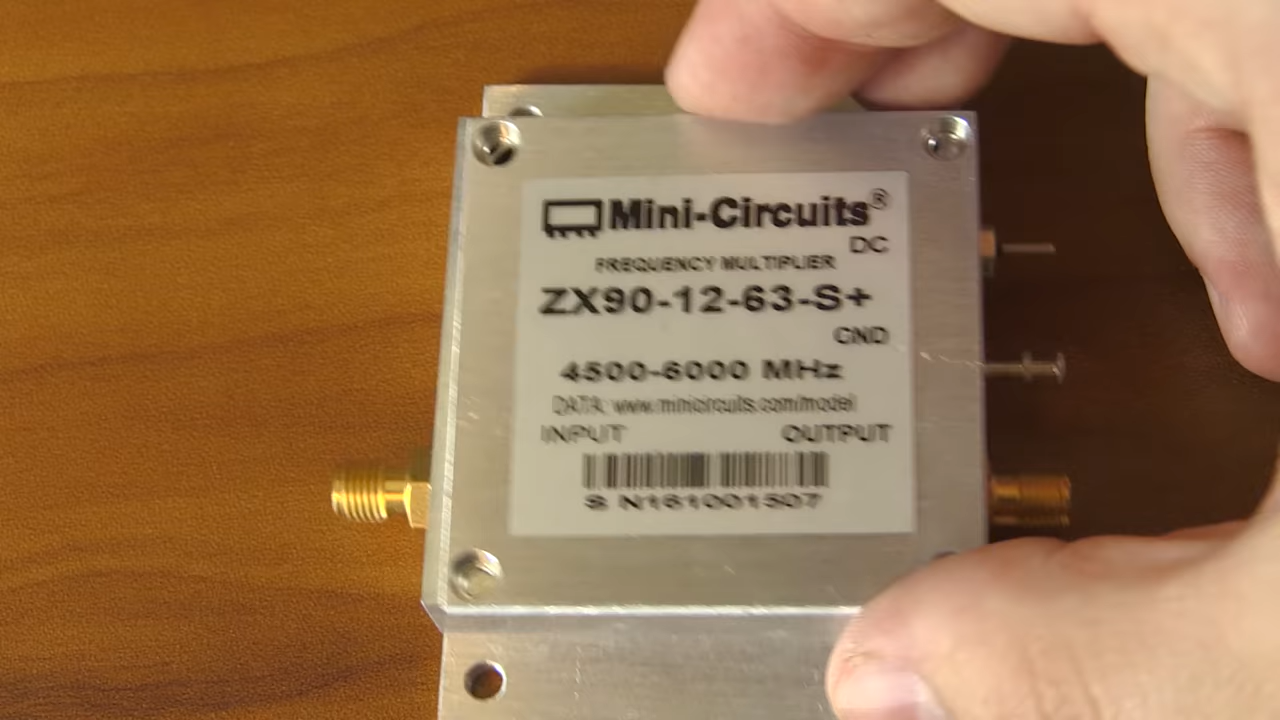 Mini-Circuits®
DC
FREQUENCY MULTIPLIER
ZX90-12-63-S+
GND
4500-6000 MHz
DATA: www.minicircuits.com/model
INPUT OUTPUT
S N161001507